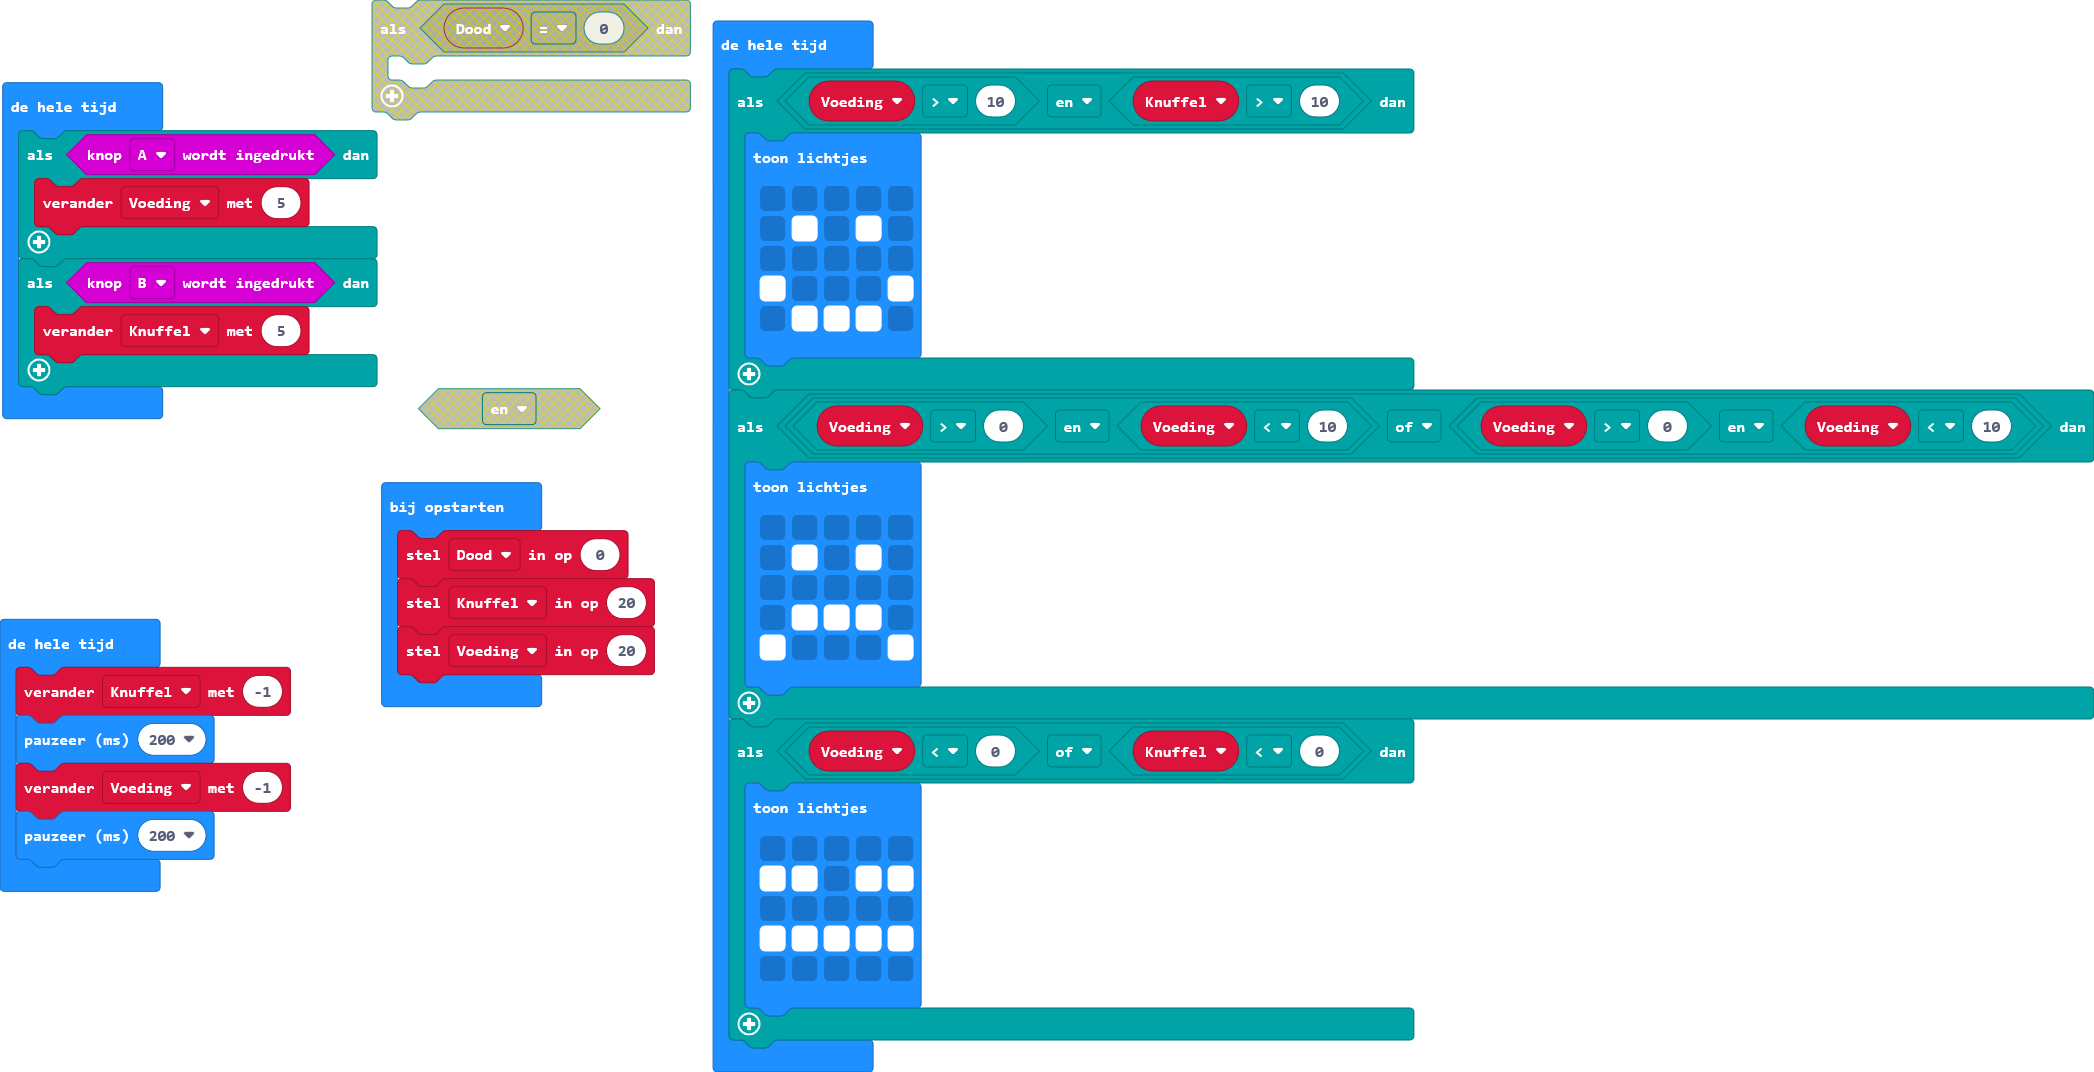 als Dood = 0 dan
de hele tijd
als knop A wordt ingedrukt dan
verander Voeding met 5
als knop B wordt ingedrukt dan
verander Knuffel met 5
en
bij opstarten
stel Dood in op 0
stel Knuffel in op 20
stel Voeding in op 20
de hele tijd
verander Knuffel met -1
pauzeer (ms) 200
verander Voeding met -1
pauzeer (ms) 200
de hele tijd
als Voeding > 10 en Knuffel > 10 dan
toon lichtjes
als Voeding > 0 en Voeding < 10 of Voeding > 0 en Voeding < 10 dan
toon lichtjes
als Voeding < 0 of Knuffel < 0 dan
toon lichtjes